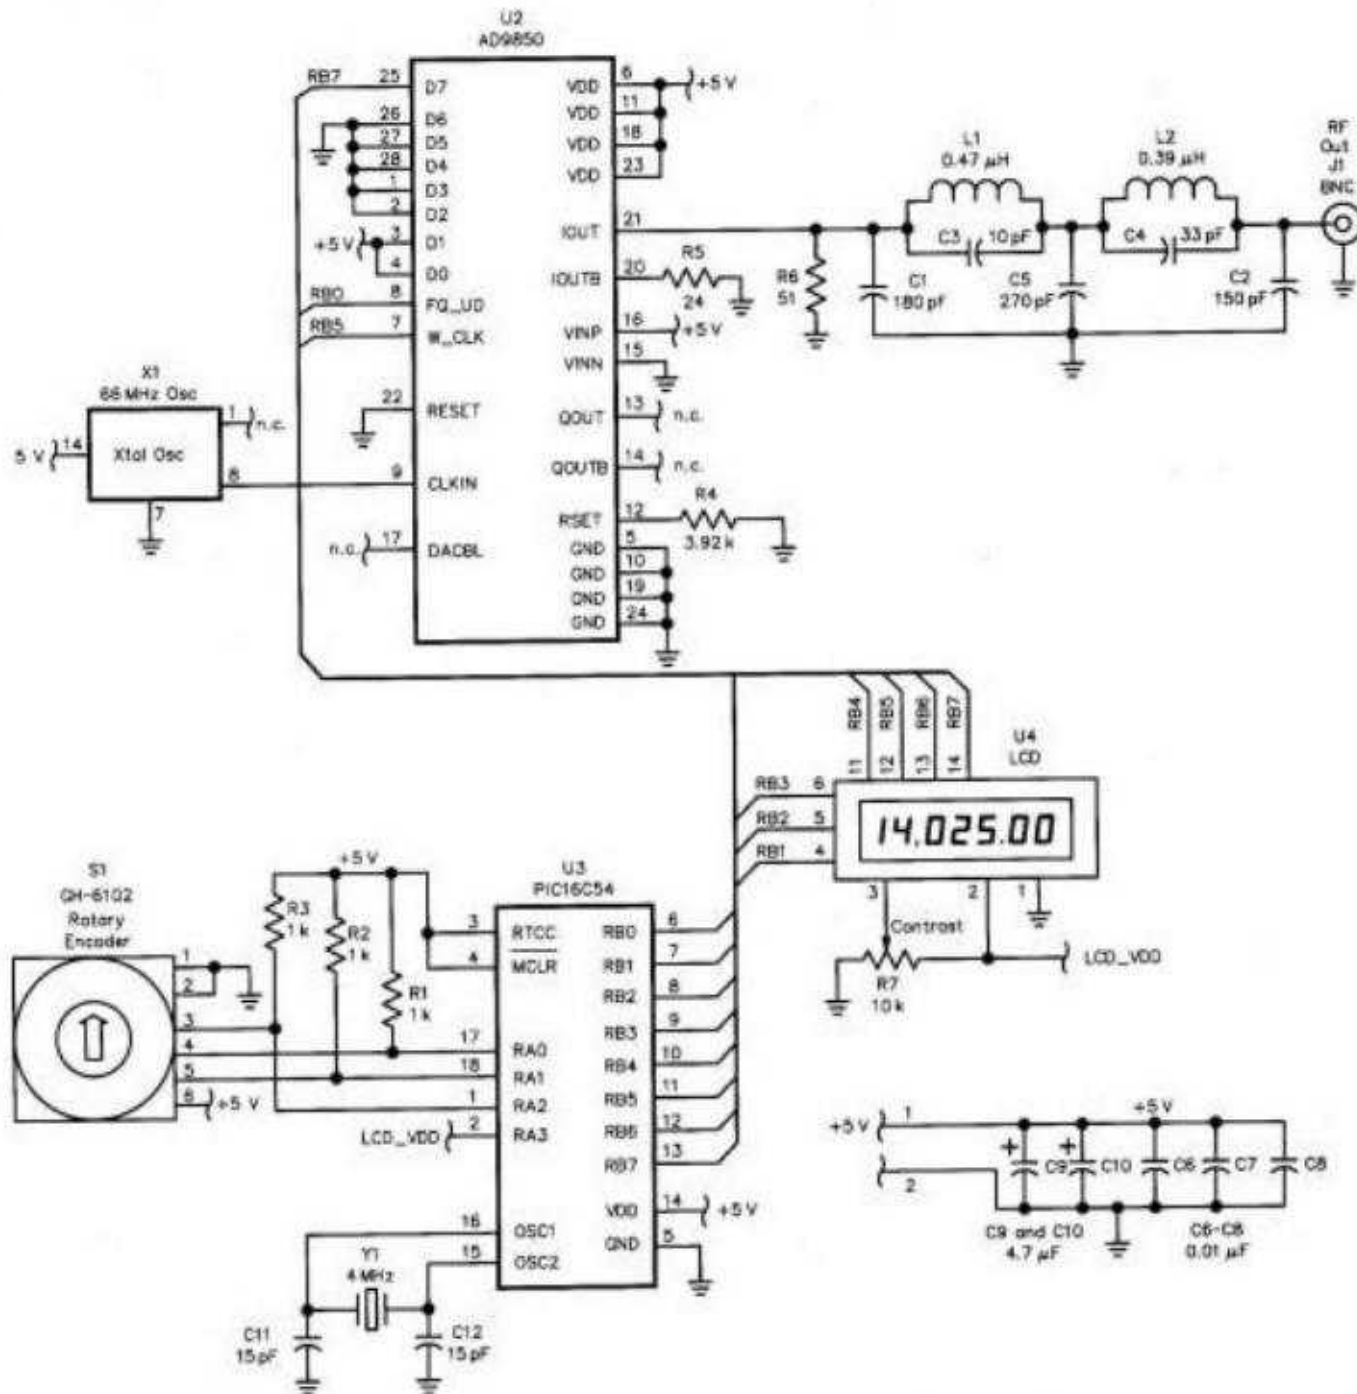 U2
AD9850
RB7 25 D7
26 D6
27 D5
28 D4
1 D3
2 D2
+5 V 3 D1
4 D0
RB0 8 FQ_UD
RB5 7 W_CLK
22 RESET
9 CLKIN
n.c. 17 DACBL
VDD 6 +5 V
VDD 11
VDD 18
VDD 23
IOUT 21
IOUTB 20
R5
24
VINP 16 +5 V
VINN 15
QOUT 13 n.c.
QOUTB 14 n.c.
RSET 12
R4
3.92 k
GND 5
GND 10
GND 19
GND 24
X1
66 MHz Osc
5 V 14
Xtal Osc
1 n.c.
8
7
R6
51
C1
180 pF
L1
0.47 µH
C3 10 pF
C5
270 pF
L2
0.39 µH
C4 33 pF
C2
150 pF
RF
Out
J1
BNC
RB4 RB5 RB6 RB7
11 12 13 14
U4
LCD
RB3 6
RB2 5
RB1 4
14,025.00
3 2 1
Contrast
R7
10 k
LCD_VDD
S1
GH-6102
Rotary
Encoder
1
2
3
4
5
6 +5 V
+5 V
R3
1 k
R2
1 k
R1
1 k
U3
PIC16C54
3 RTCC
4 MCLR
17 RA0
18 RA1
1 RA2
LCD_VDD 2 RA3
16 OSC1
15 OSC2
RB0 6
RB1 7
RB2 8
RB3 9
RB4 10
RB5 11
RB6 12
RB7 13
VDD 14 +5 V
GND 5
Y1
4 MHz
C11
15 pF
C12
15 pF
+5 V 1
2
+5 V
+ C9
+ C10
C6
C7
C8
C9 and C10
4.7 µF
C6-C8
0.01 µF